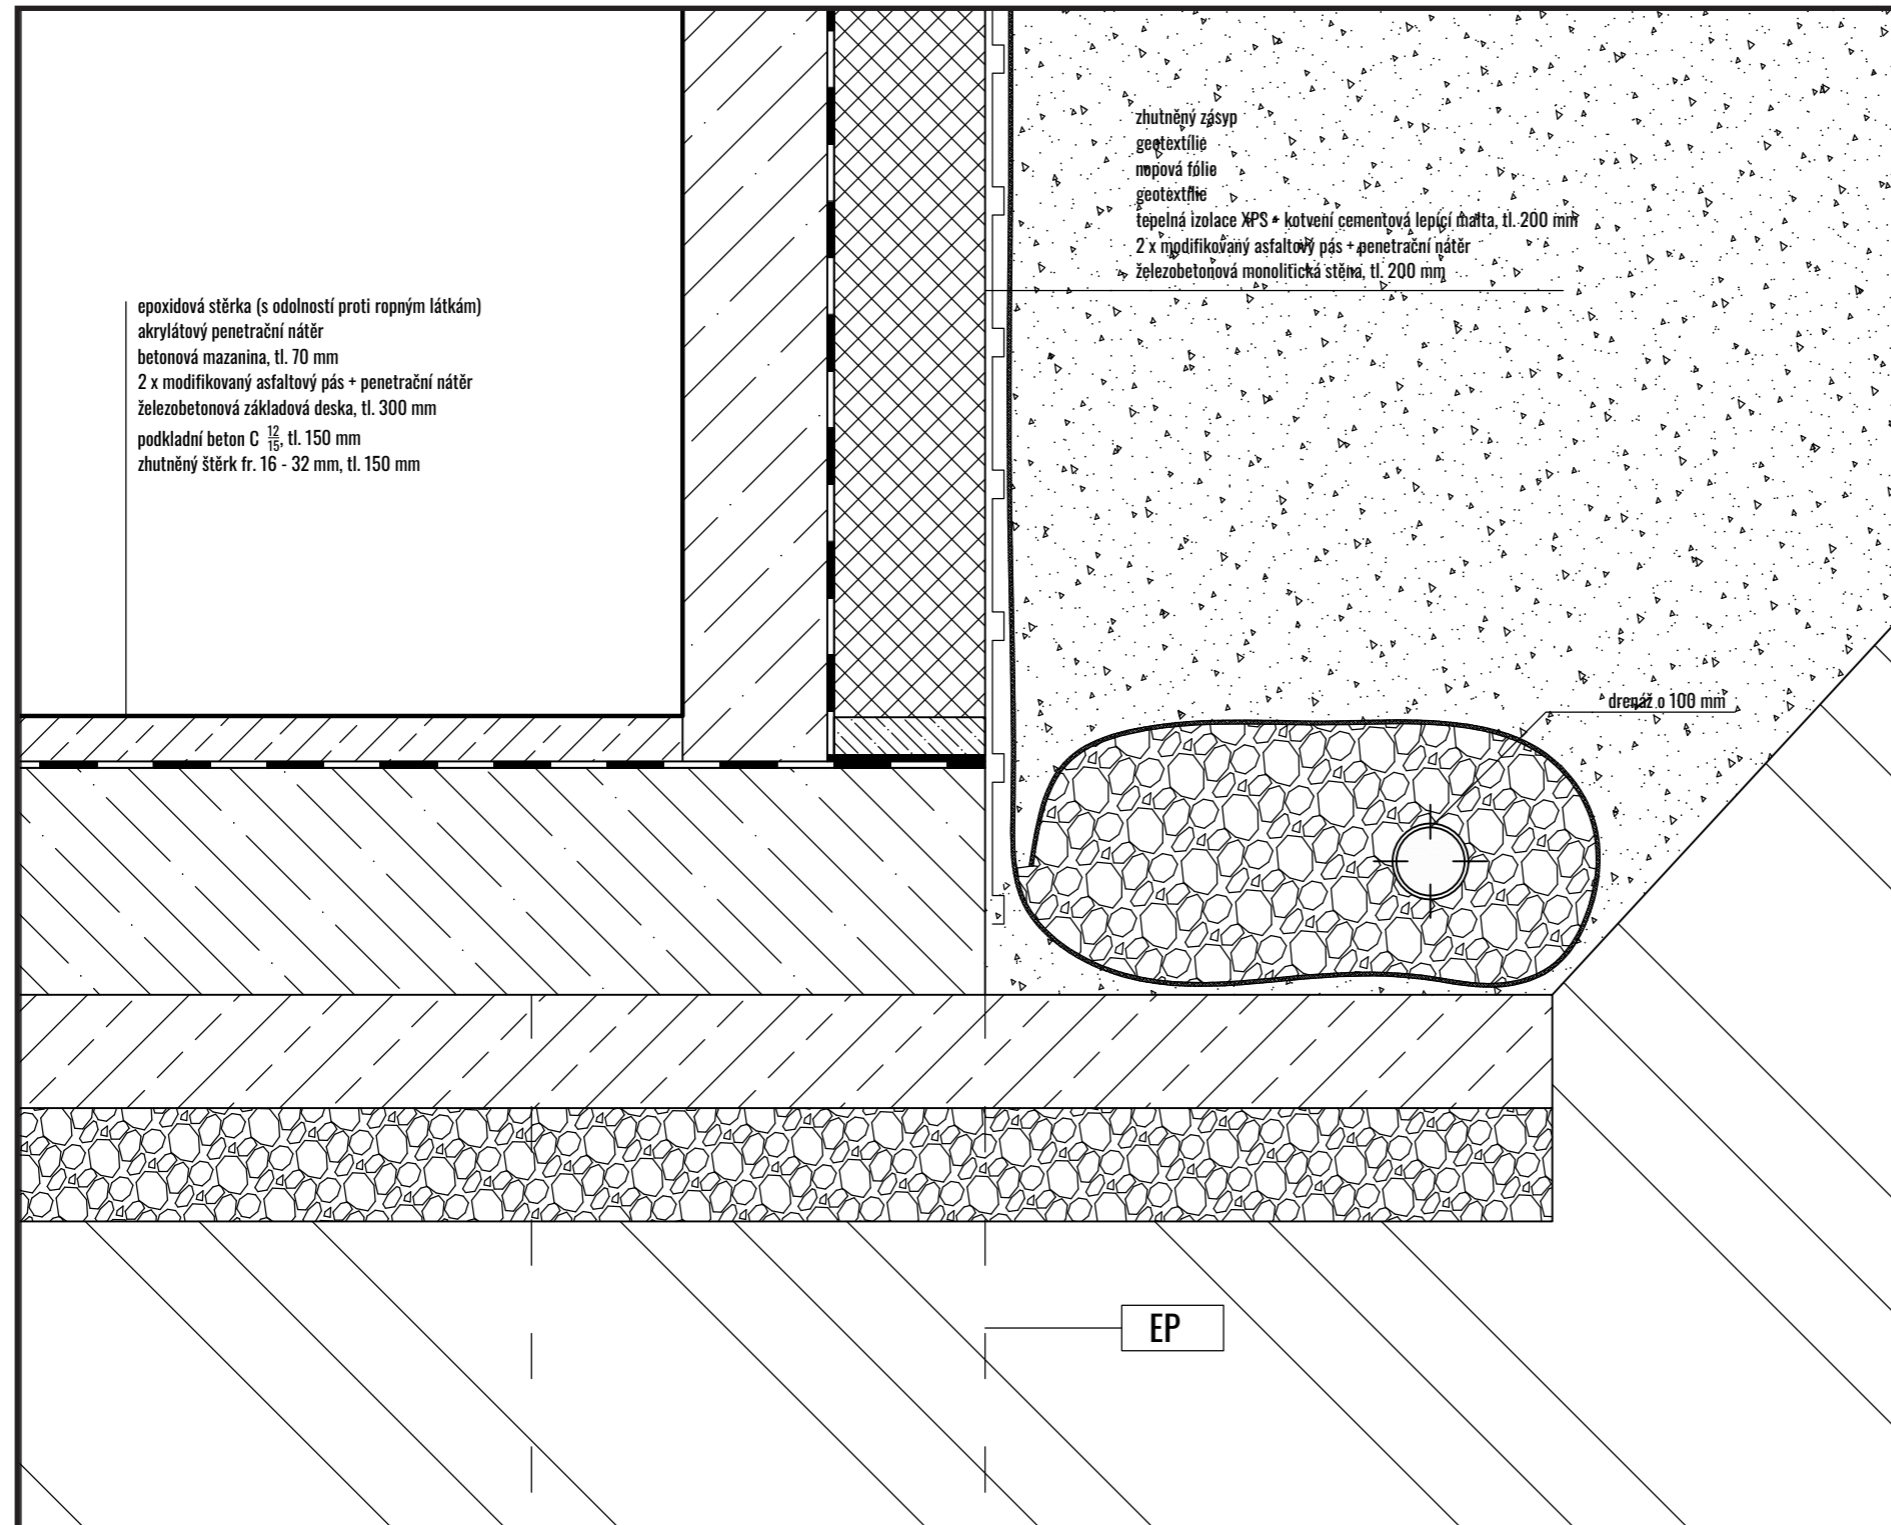 zhutněný zásyp
geotextílie
nopová fólie
geotextílie
tepelná izolace XPS + kotvení cementová lepící malta, tl. 200 mm
2 x modifikovaný asfaltový pás + penetrační nátěr
železobetonová monolitická stěna, tl. 200 mm
epoxidová stěrka (s odolností proti ropným látkám)
akrylátový penetrační nátěr
betonová mazanina, tl. 70 mm
2 x modifikovaný asfaltový pás + penetrační nátěr
železobetonová základová deska, tl. 300 mm
podkladní beton C 12/15, tl. 150 mm
zhutněný štěrk fr. 16 - 32 mm, tl. 150 mm
drenáž o 100 mm
EP